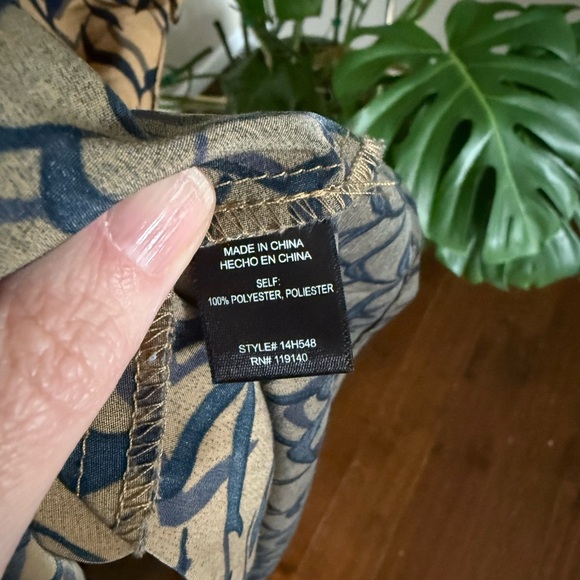 MADE IN CHINA
HECHO EN CHINA
SELF:
100% POLYESTER, POLIESTER
STYLE# 14H548
RN# 119140